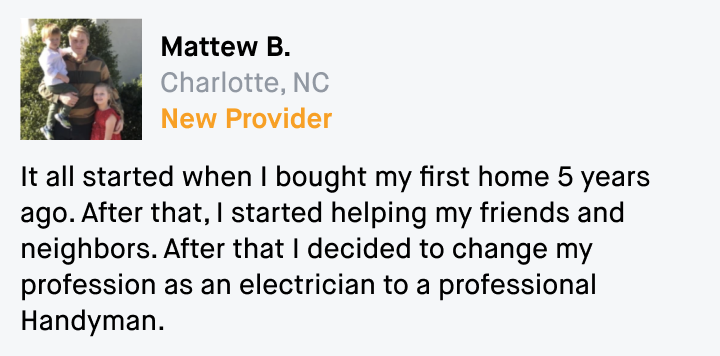 Mattew B.
Charlotte, NC
New Provider
It all started when I bought my first home 5 years
ago. After that, I started helping my friends and
neighbors. After that I decided to change my
profession as an electrician to a professional
Handyman.